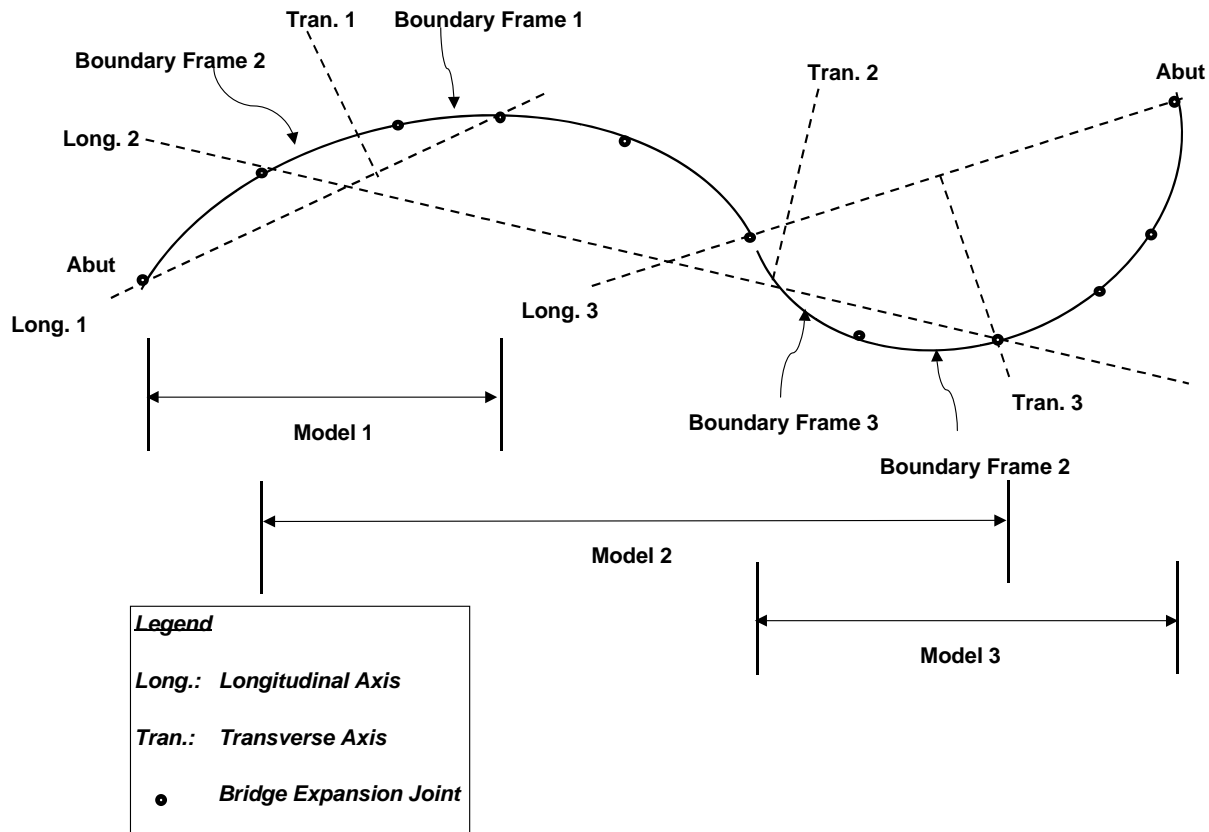 Tran. 1
Boundary Frame 1
Boundary Frame 2
Tran. 2
Abut
Long. 2
Abut
Long. 3
Long. 1
Tran. 3
Boundary Frame 3
Model 1
Boundary Frame 2
Model 2
Model 3
Legend
Long.: Longitudinal Axis
Tran.: Transverse Axis
Bridge Expansion Joint